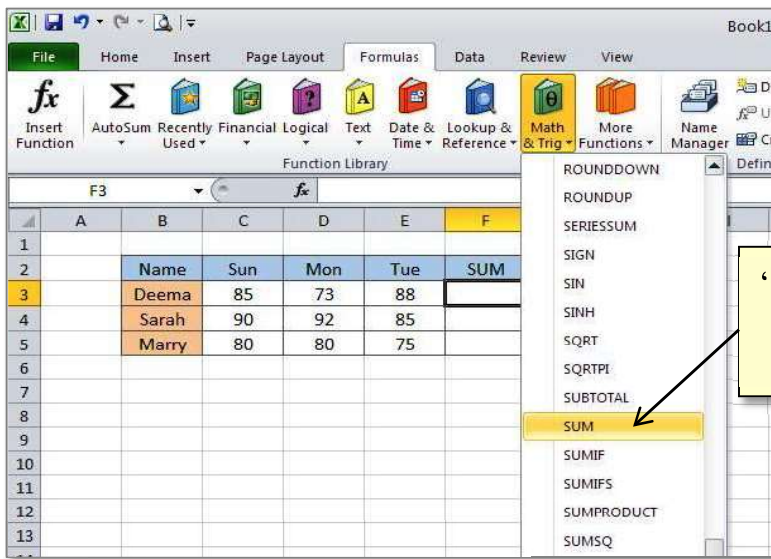 Book1
File Home Insert Page Layout Formulas Data Review View
fx Σ ? A θ
Insert Function AutoSum Recently Used Financial Logical Text Date & Time Lookup & Reference Math & Trig More Functions Name Manager
D
U
C
Function Library Defin
F3 fx
A B C D E F
1
2 Name Sun Mon Tue SUM
3 Deema 85 73 88
4 Sarah 90 92 85
5 Marry 80 80 75
6
7
8
9
10
11
12
13
ROUNDDOWN
ROUNDUP
SERIESSUM
SIGN
SIN
SINH
SQRT
SQRTPI
SUBTOTAL
SUM
SUMIF
SUMIFS
SUMPRODUCT
SUMSQ
‘